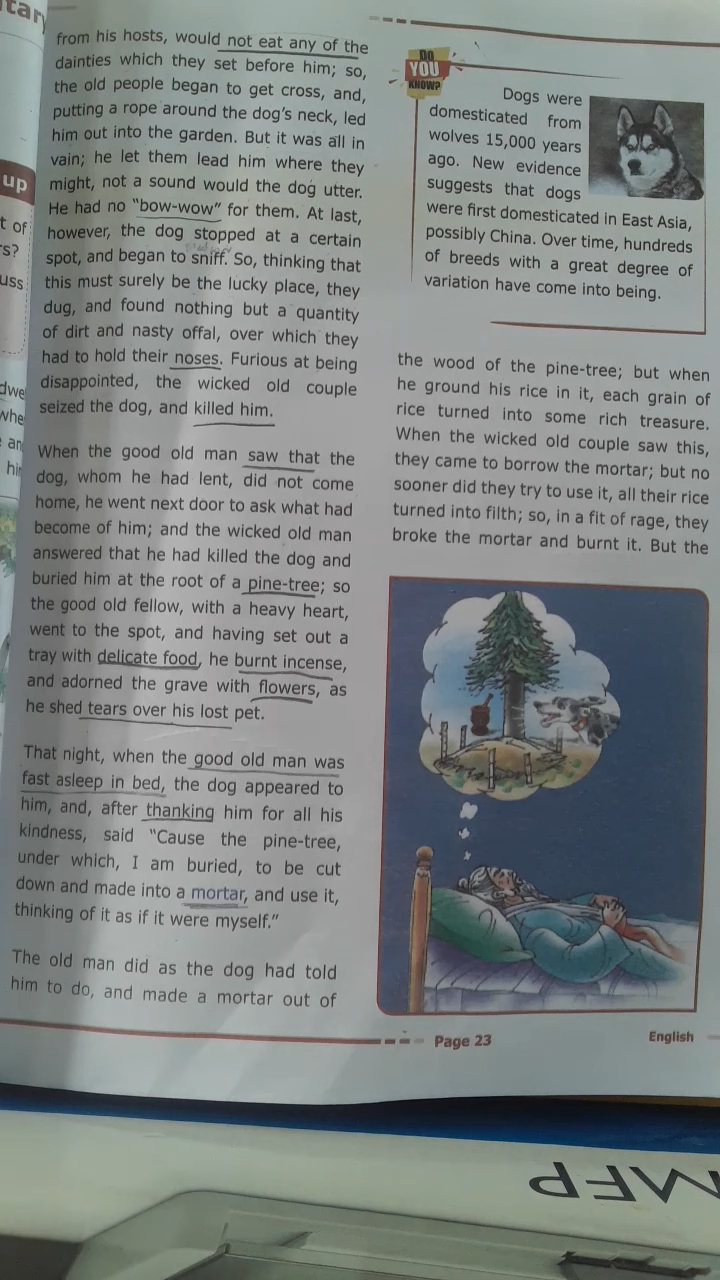 tary
up
t of
rs?
uss
dwe
whe
an
hi
from his hosts, would not eat any of the
dainties which they set before him; so,
the old people began to get cross, and,
putting a rope around the dog's neck, led
him out into the garden. But it was all in
vain; he let them lead him where they
might, not a sound would the dog utter.
He had no "bow-wow" for them. At last,
however, the dog stopped at a certain
spot, and began to sniff. So, thinking that
this must surely be the lucky place, they
dug, and found nothing but a quantity
of dirt and nasty offal, over which they
had to hold their noses. Furious at being
disappointed, the wicked old couple
seized the dog, and killed him.
When the good old man saw that the
dog, whom he had lent, did not come
home, he went next door to ask what had
become of him; and the wicked old man
answered that he had killed the dog and
buried him at the root of a pine-tree; so
the good old fellow, with a heavy heart,
went to the spot, and having set out a
tray with delicate food, he burnt incense,
and adorned the grave with flowers, as
he shed tears over his lost pet.
That night, when the good old man was
fast asleep in bed, the dog appeared to
him, and, after thanking him for all his
kindness, said "Cause the pine-tree,
under which, I am buried, to be cut
down and made into a mortar, and use it,
thinking of it as if it were myself."
The old man did as the dog had told
him to do, and made a mortar out of
DO
YOU
KNOW?
Dogs were
domesticated from
wolves 15,000 years
ago. New evidence
suggests that dogs
were first domesticated in East Asia,
possibly China. Over time, hundreds
of breeds with a great degree of
variation have come into being.
the wood of the pine-tree; but when
he ground his rice in it, each grain of
rice turned into some rich treasure.
When the wicked old couple saw this,
they came to borrow the mortar; but no
sooner did they try to use it, all their rice
turned into filth; so, in a fit of rage, they
broke the mortar and burnt it. But the
Page 23
English